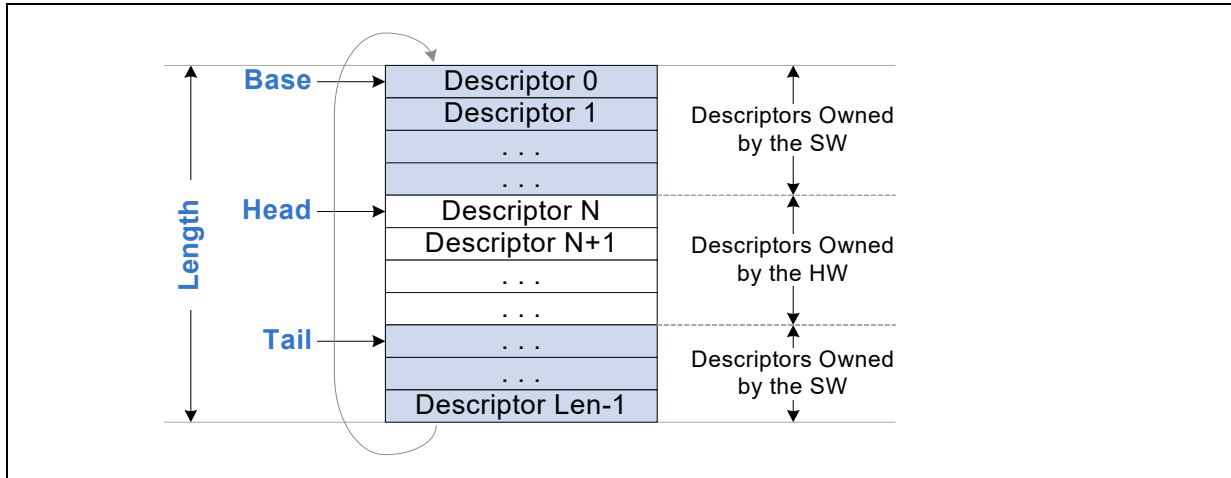 Base
Descriptor 0
Descriptor 1
. . .
. . .
Descriptors Owned
by the SW
Length
Head
Descriptor N
Descriptor N+1
. . .
. . .
Descriptors Owned
by the HW
Tail
. . .
. . .
Descriptor Len-1
Descriptors Owned
by the SW